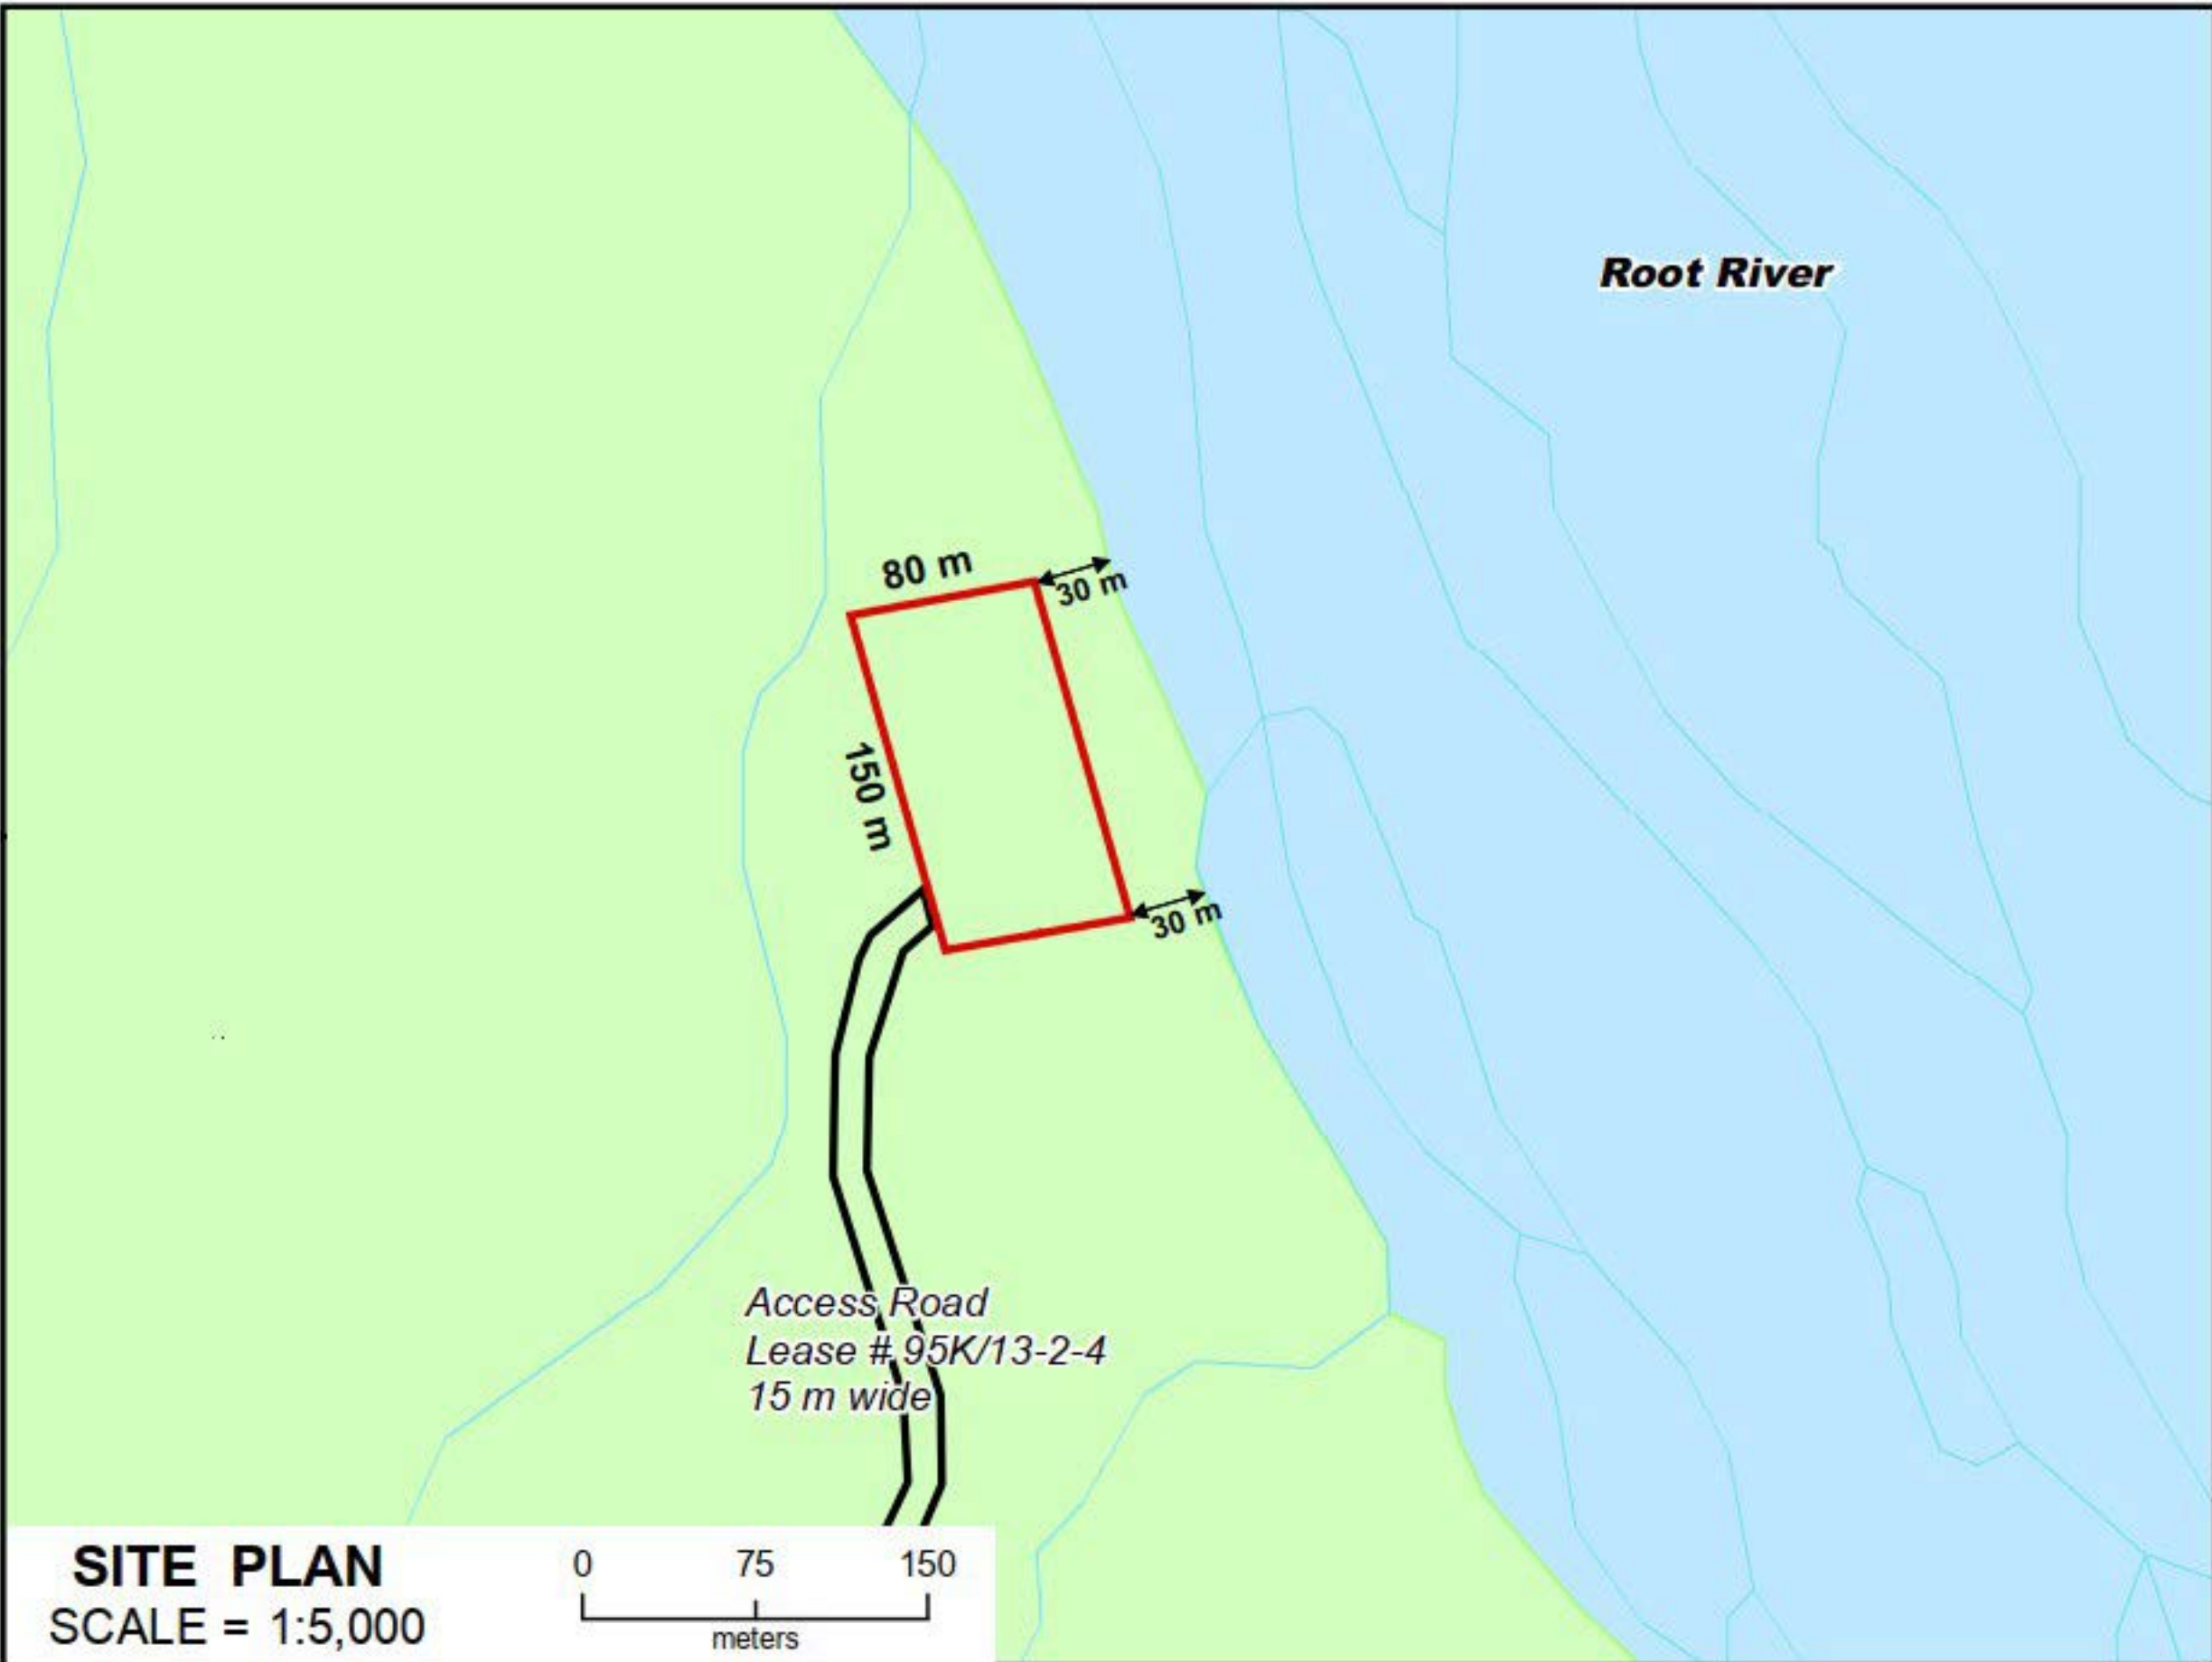 Root River
80 m
30 m
150 m
30 m
Access Road
Lease # 95K/13-2-4
15 m wide
SITE PLAN
SCALE = 1:5,000
0 75 150
meters